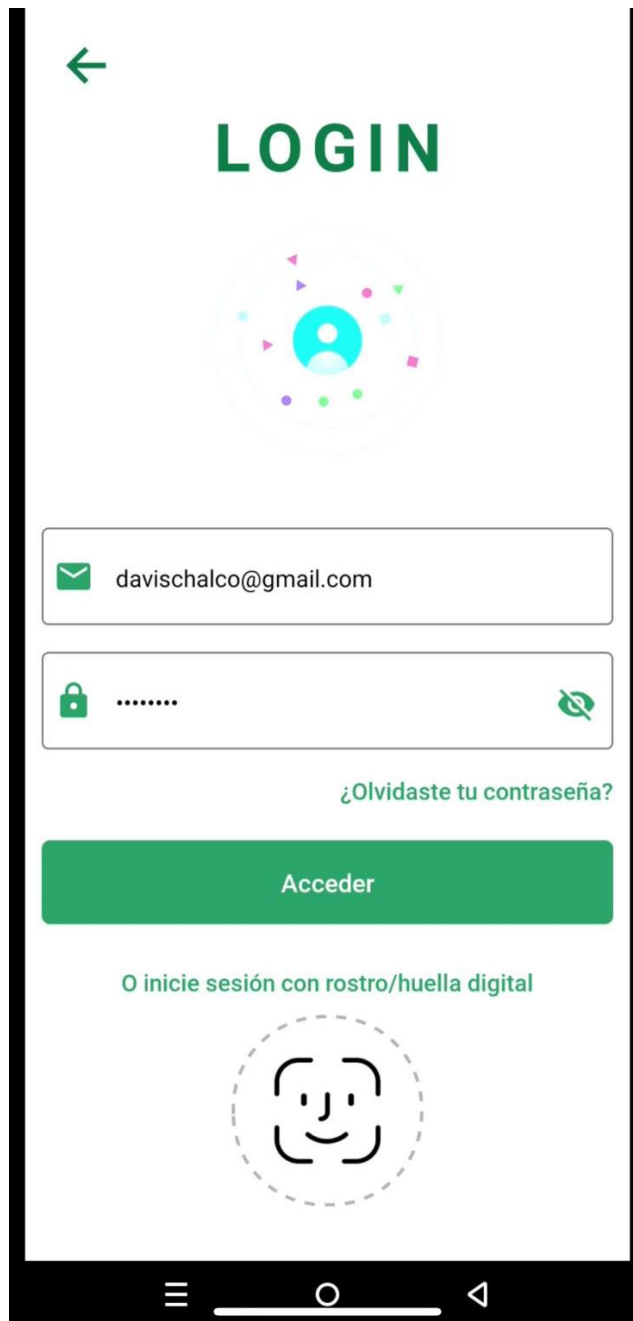 LOGIN
davischalco@gmail.com
••••••••
¿Olvidaste tu contraseña?
Acceder
O inicie sesión con rostro/huella digital